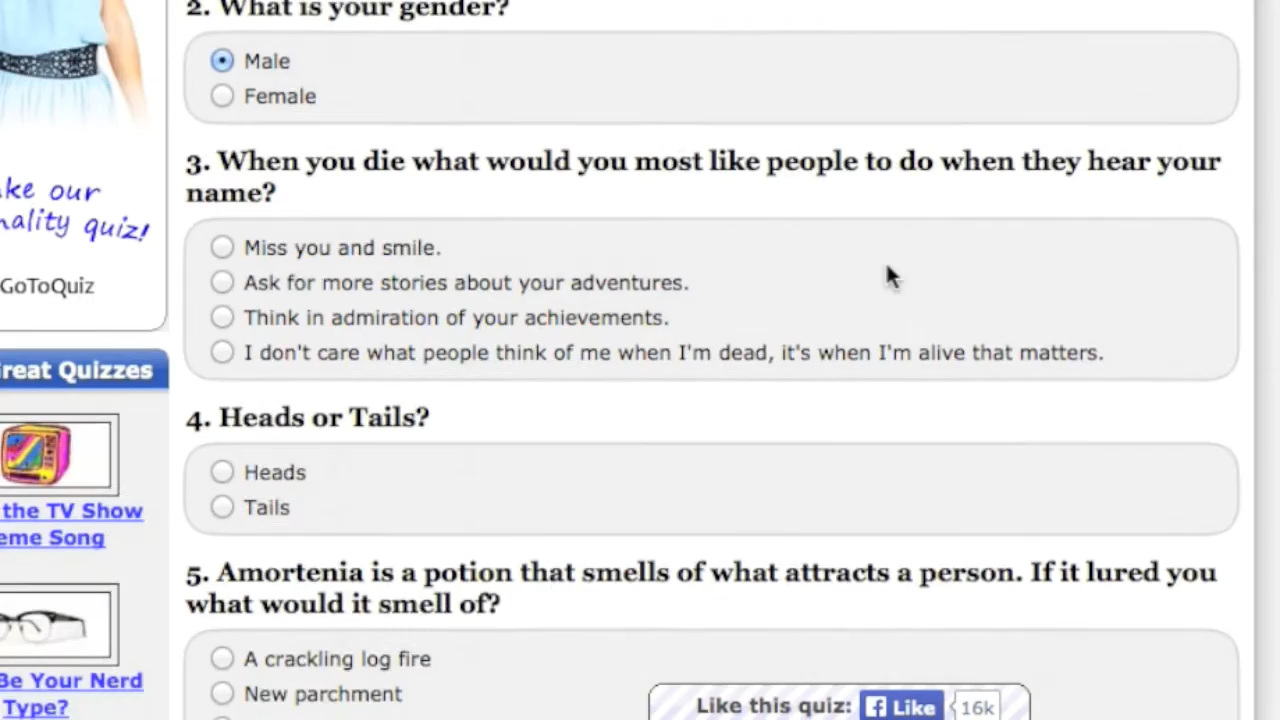 2. What is your gender?
Male
Female
3. When you die what would you most like people to do when they hear your
name?
Miss you and smile.
Ask for more stories about your adventures.
Think in admiration of your achievements.
I don't care what people think of me when I'm dead, it's when I'm alive that matters.
4. Heads or Tails?
Heads
Tails
5. Amortenia is a potion that smells of what attracts a person. If it lured you
what would it smell of?
A crackling log fire
New parchment
Like this quiz: Like 16k
ke our
nality quiz!
GoToQuiz
reat Quizzes
the TV Show
eme Song
Be Your Nerd
Type?